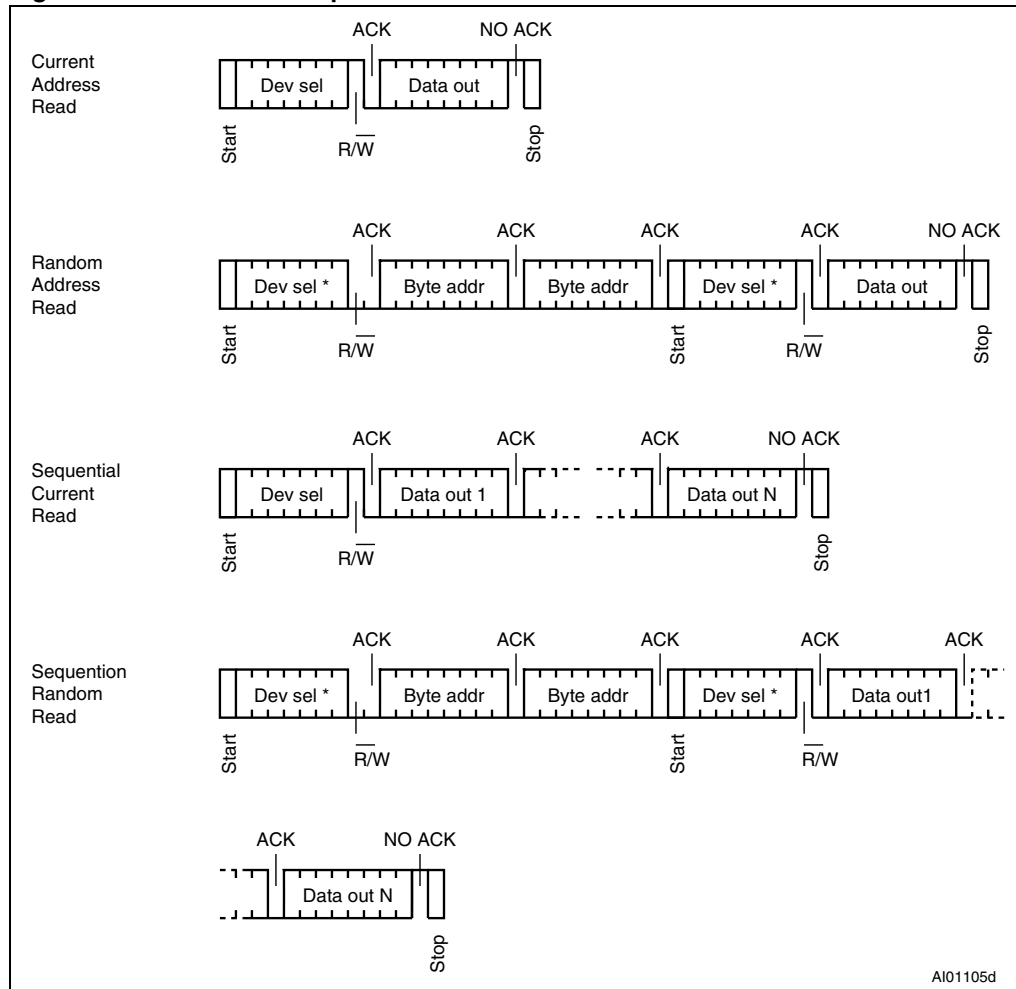 ACK NO ACK
Current
Address
Read
Dev sel Data out
Start R/W̅ Stop
ACK ACK ACK ACK NO ACK
Random
Address
Read
Dev sel * Byte addr Byte addr Dev sel * Data out
Start R/W̅ Start R/W̅ Stop
ACK ACK ACK NO ACK
Sequential
Current
Read
Dev sel Data out 1 Data out N
Start R/W̅ Stop
ACK ACK ACK ACK ACK
Sequention
Random
Read
Dev sel * Byte addr Byte addr Dev sel * Data out1
Start R̅/W Start R̅/W
ACK NO ACK
Data out N
Stop
AI01105d